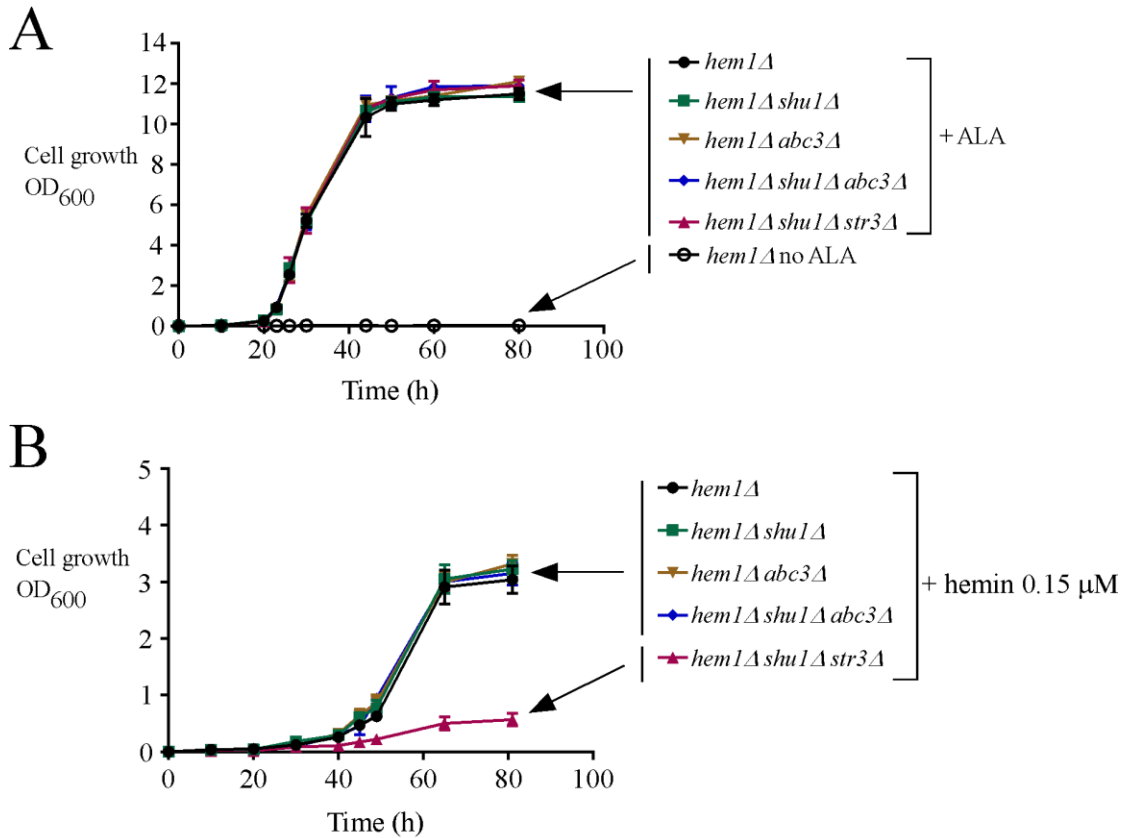 A
14
12
10
8
6
4
2
0
Cell growth
OD600
0 20 40 60 80 100
Time (h)
hem1Δ
hem1Δ shu1Δ
hem1Δ abc3Δ
hem1Δ shu1Δ abc3Δ
hem1Δ shu1Δ str3Δ
hem1Δ no ALA
+ ALA
B
5
4
3
2
1
0
Cell growth
OD600
0 20 40 60 80 100
Time (h)
hem1Δ
hem1Δ shu1Δ
hem1Δ abc3Δ
hem1Δ shu1Δ abc3Δ
hem1Δ shu1Δ str3Δ
+ hemin 0.15 μM